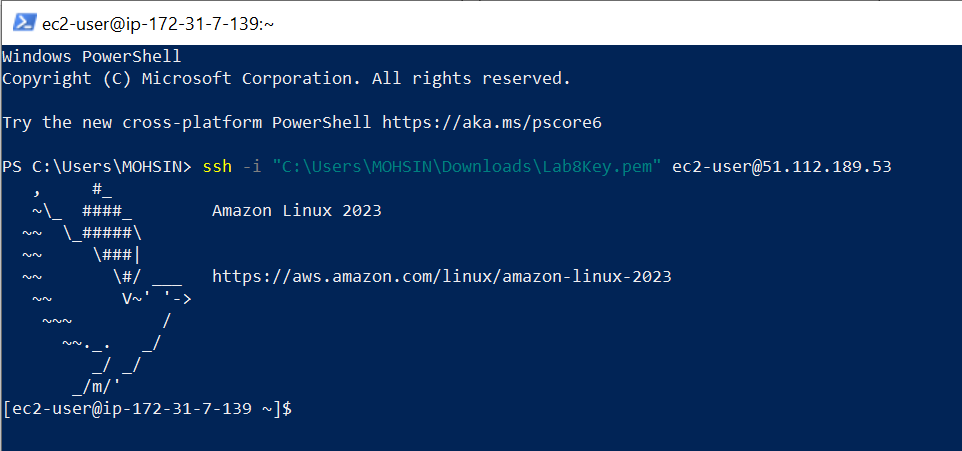 ec2-user@ip-172-31-7-139:~
Windows PowerShell
Copyright (C) Microsoft Corporation. All rights reserved.
Try the new cross-platform PowerShell https://aka.ms/pscore6
PS C:\Users\MOHSIN> ssh -i "C:\Users\MOHSIN\Downloads\Lab8Key.pem" ec2-user@51.112.189.53
   ,     #_
   ~\_  ####_        Amazon Linux 2023
  ~~  \_#####\
  ~~     \###|
  ~~       \#/ ___   https://aws.amazon.com/linux/amazon-linux-2023
   ~~       V~' '->
    ~~~         /
      ~~._.   _/
         _/ _/
       _/m/'
[ec2-user@ip-172-31-7-139 ~]$